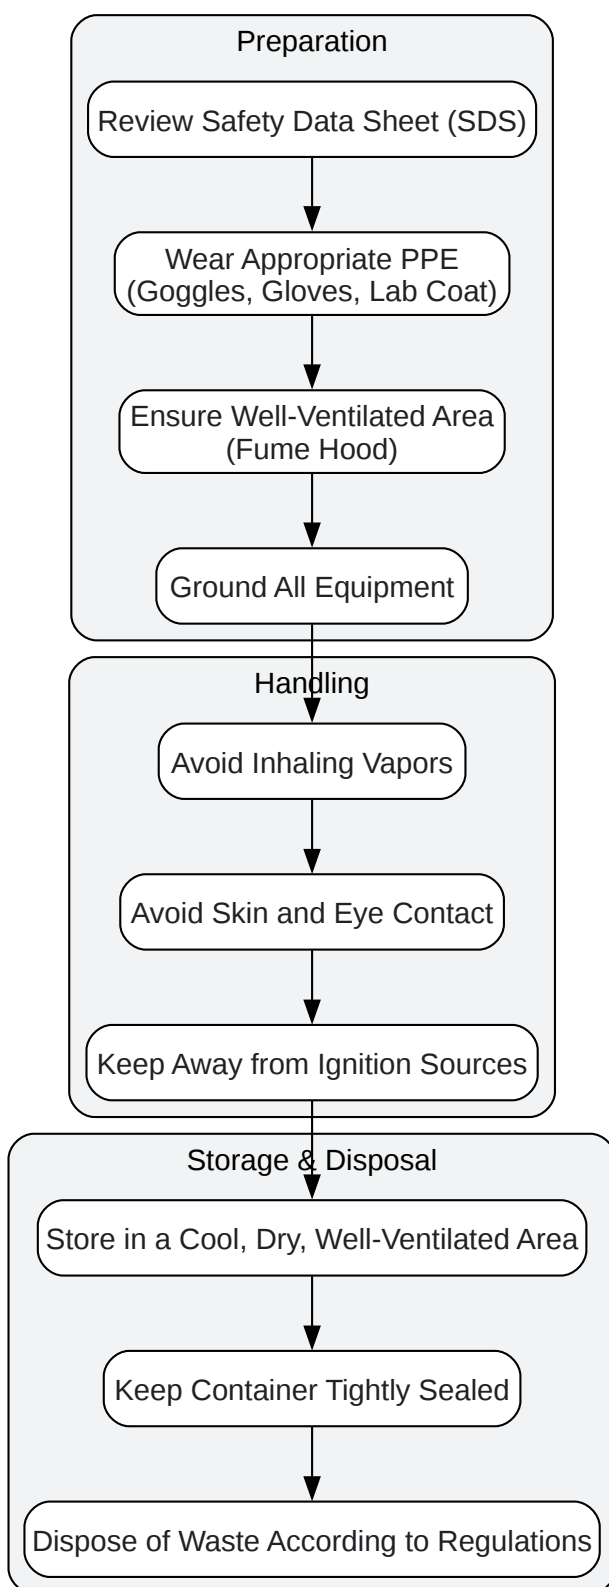 Preparation
Review Safety Data Sheet (SDS)
Wear Appropriate PPE
(Goggles, Gloves, Lab Coat)
Ensure Well-Ventilated Area
(Fume Hood)
Ground All Equipment
Handling
Avoid Inhaling Vapors
Avoid Skin and Eye Contact
Keep Away from Ignition Sources
Storage & Disposal
Store in a Cool, Dry, Well-Ventilated Area
Keep Container Tightly Sealed
Dispose of Waste According to Regulations